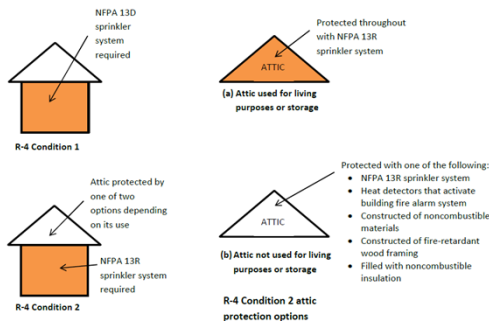 NFPA 13D
sprinkler
system
required
R-4 Condition 1
Protected throughout
with NFPA 13R
sprinkler system
ATTIC
(a) Attic used for living
purposes or storage
Attic protected by
one of two
options depending
on its use
NFPA 13R
sprinkler system
required
R-4 Condition 2
Protected with one of the following:
• NFPA 13R sprinkler system
• Heat detectors that activate
building fire alarm system
• Constructed of noncombustible
materials
• Constructed of fire-retardant
wood framing
• Filled with noncombustible
insulation
ATTIC
(b) Attic not used for living
purposes or storage
R-4 Condition 2 attic
protection options